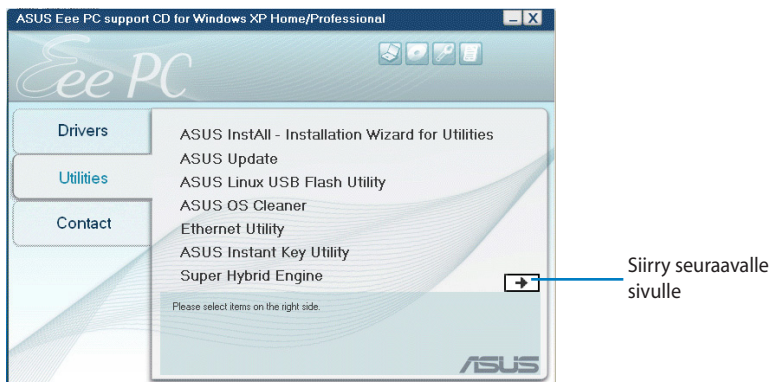 ASUS Eee PC support CD for Windows XP Home/Professional
Eee PC
Drivers
Utilities
Contact
ASUS InstAll - Installation Wizard for Utilities
ASUS Update
ASUS Linux USB Flash Utility
ASUS OS Cleaner
Ethernet Utility
ASUS Instant Key Utility
Super Hybrid Engine
Please select items on the right side.
ASUS
Siirry seuraavalle
sivulle